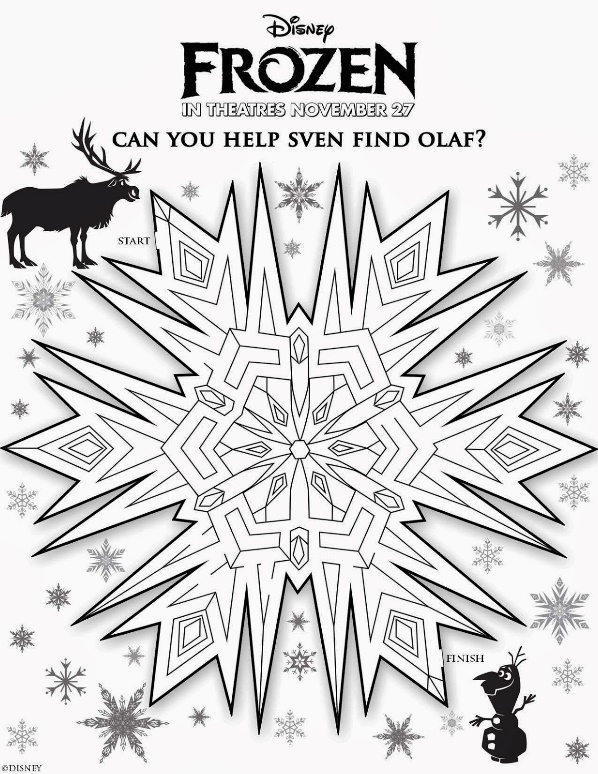 Disney
FROZEN
IN THEATRES NOVEMBER 27
CAN YOU HELP SVEN FIND OLAF?
START
FINISH
©DISNEY